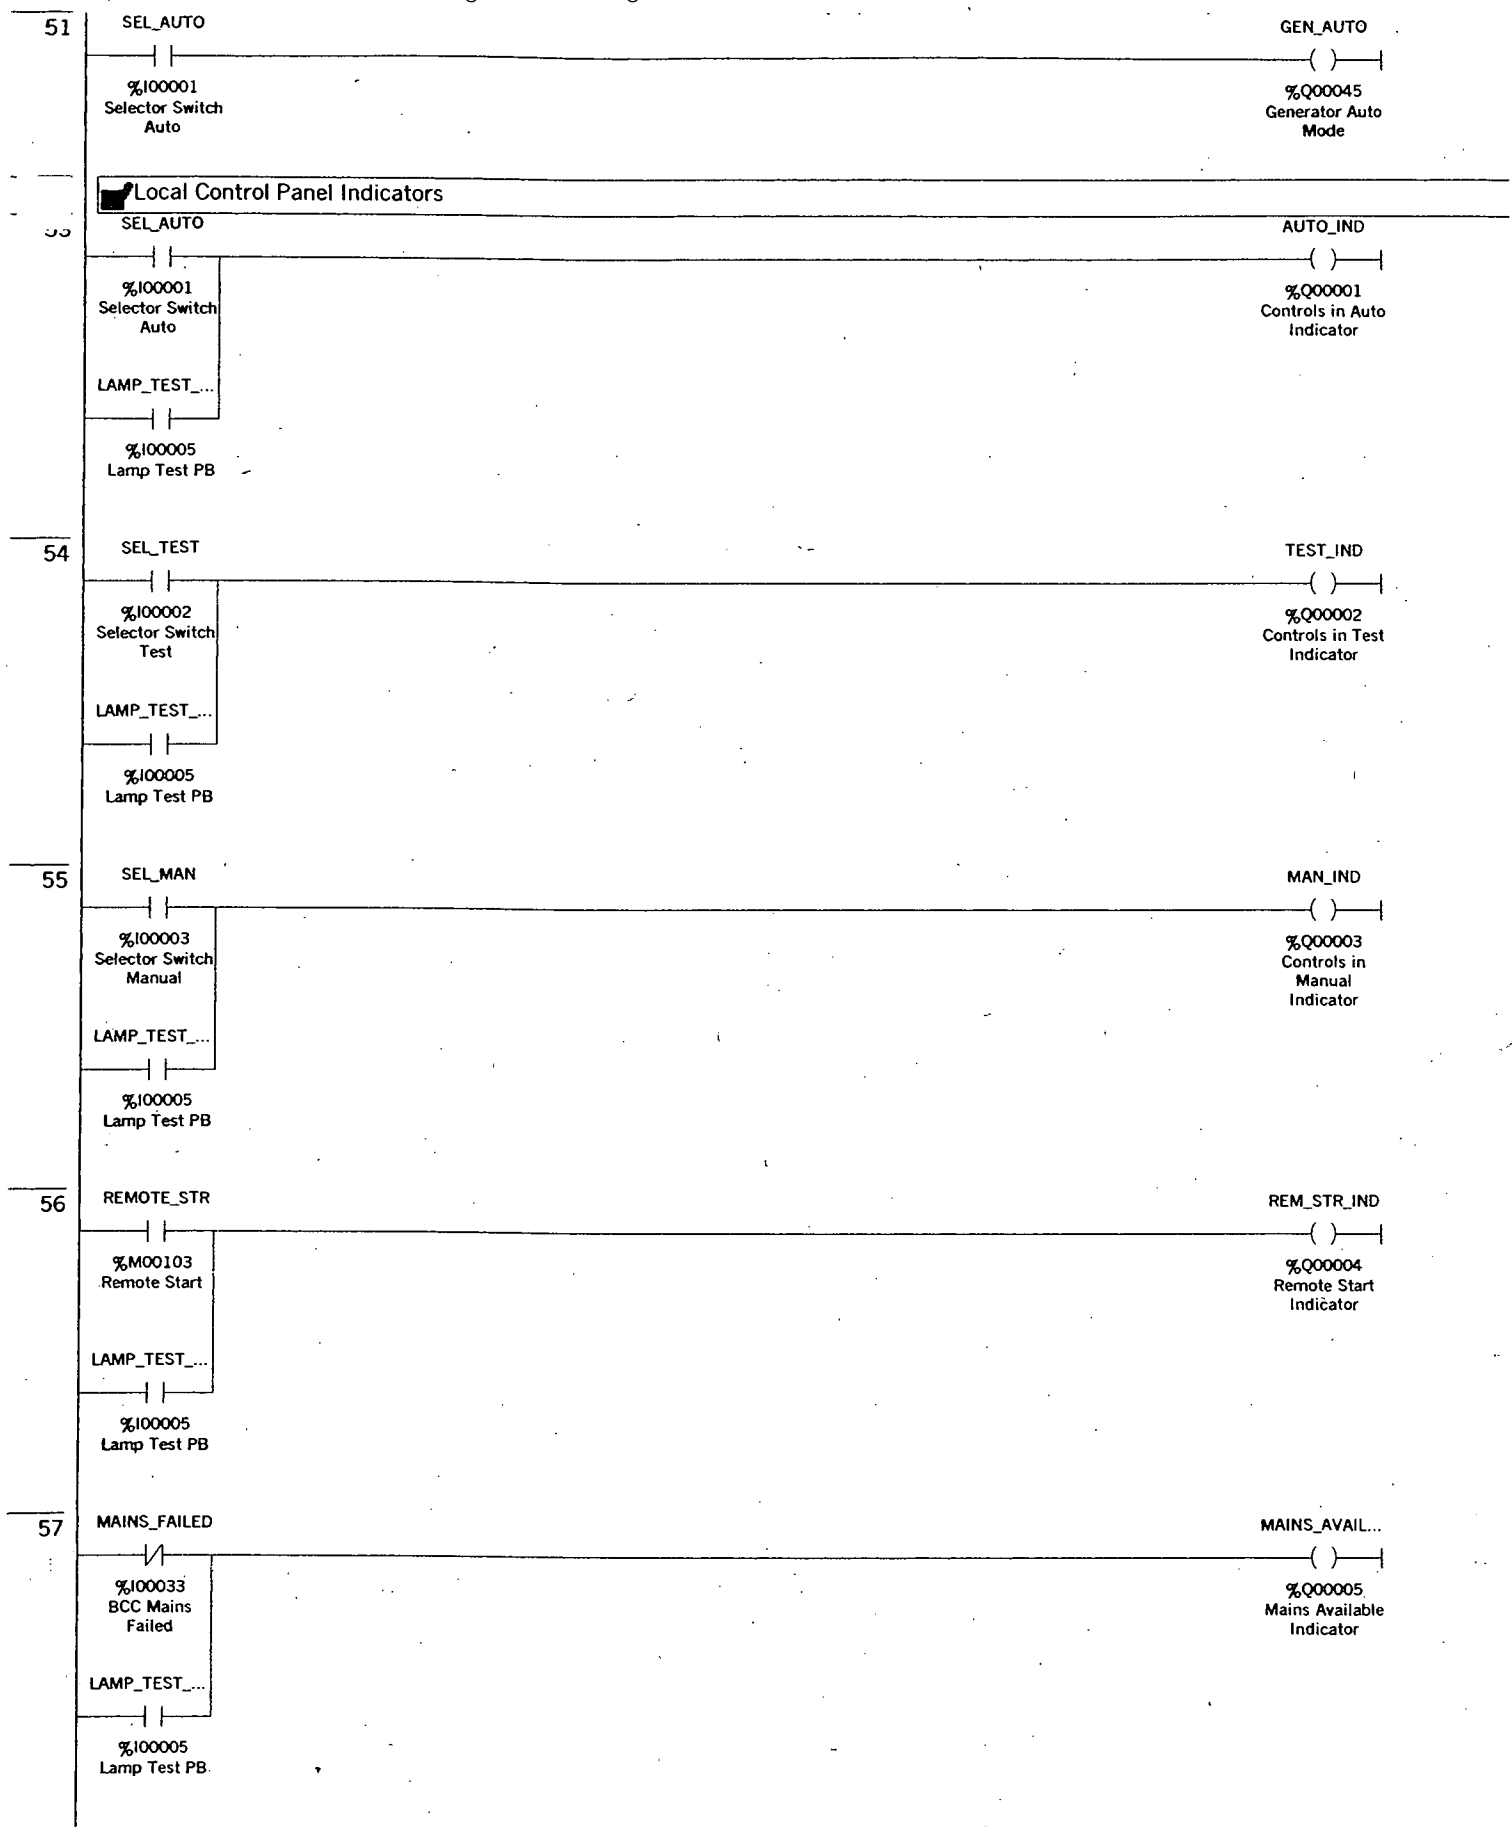 51
SEL_AUTO
GEN_AUTO
%I00001
Selector Switch
Auto
%Q00045
Generator Auto
Mode
Local Control Panel Indicators
SEL_AUTO
AUTO_IND
%I00001
Selector Switch
Auto
%Q00001
Controls in Auto
Indicator
LAMP_TEST_...
%I00005
Lamp Test PB
54
SEL_TEST
TEST_IND
%I00002
Selector Switch
Test
%Q00002
Controls in Test
Indicator
LAMP_TEST_...
%I00005
Lamp Test PB
55
SEL_MAN
MAN_IND
%I00003
Selector Switch
Manual
%Q00003
Controls in
Manual
Indicator
LAMP_TEST_...
%I00005
Lamp Test PB
56
REMOTE_STR
REM_STR_IND
%M00103
Remote Start
%Q00004
Remote Start
Indicator
LAMP_TEST_...
%I00005
Lamp Test PB
57
MAINS_FAILED
MAINS_AVAIL...
%I00033
BCC Mains
Failed
%Q00005
Mains Available
Indicator
LAMP_TEST_...
%I00005
Lamp Test PB